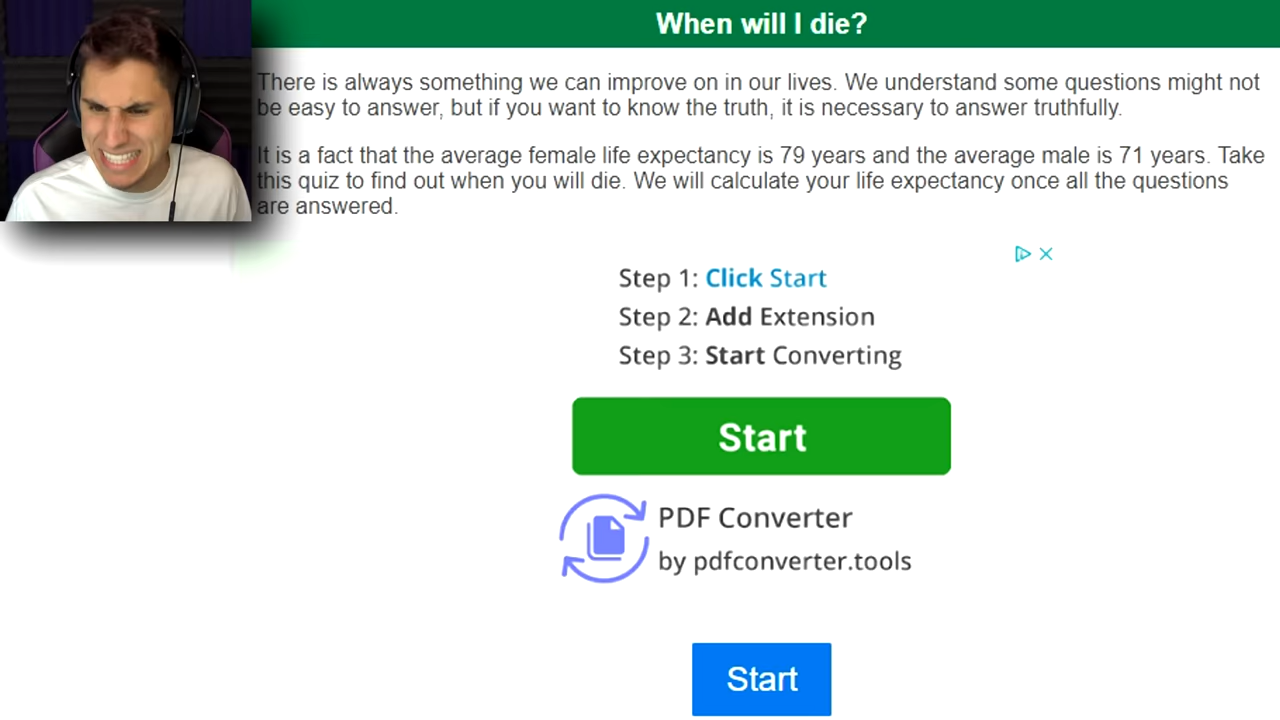 When will I die?
There is always something we can improve on in our lives. We understand some questions might not
be easy to answer, but if you want to know the truth, it is necessary to answer truthfully.
It is a fact that the average female life expectancy is 79 years and the average male is 71 years. Take
this quiz to find out when you will die. We will calculate your life expectancy once all the questions
are answered.
Step 1: Click Start
Step 2: Add Extension
Step 3: Start Converting
Start
PDF Converter
by pdfconverter.tools
Start